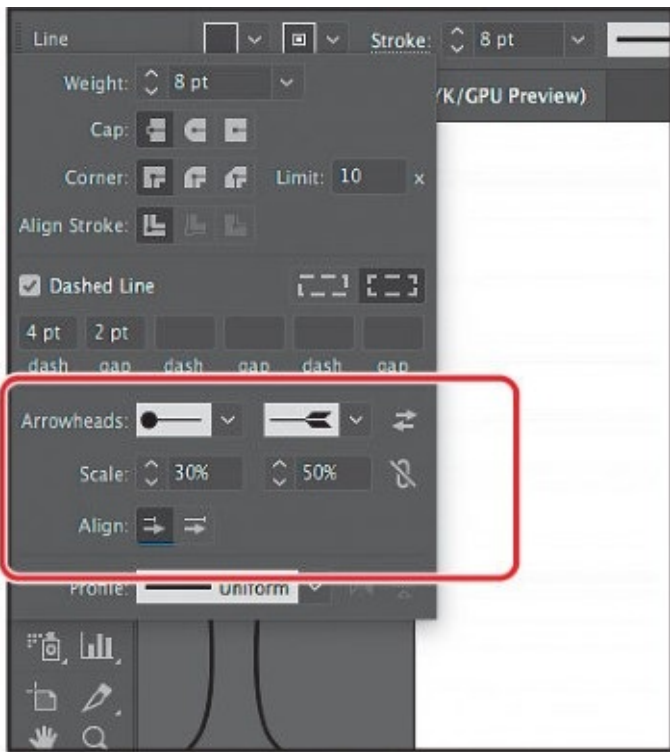 Line Stroke: 8 pt
Weight: 8 pt
K/GPU Preview)
Cap:
Corner: Limit: 10 x
Align Stroke:
Dashed Line
4 pt 2 pt
dash gap dash gap dash gap
Arrowheads:
Scale: 30% 50%
Align:
Profile: Uniform